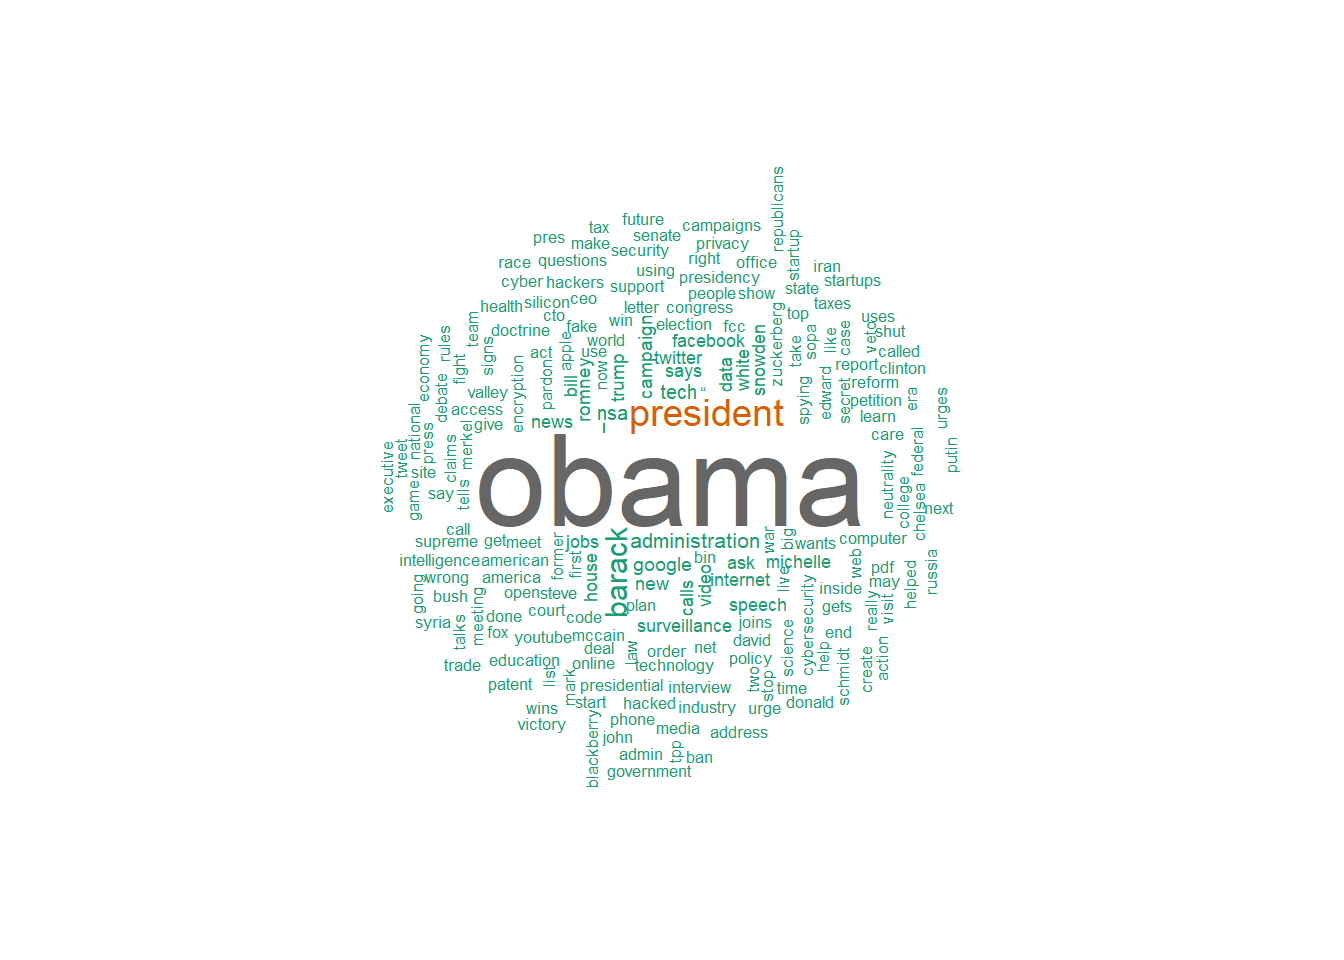 republicans
future
tax
campaigns
pres
make
senate
privacy
startup
security
race
questions
right
office
iran
using
cyber
hackers
support
presidency
state
startups
people
show
health
silicon
ceo
letter
congress
top
taxes
cto
win
election
fcc
uses
team
doctrine
fake
world
facebook
zuckerberg
sopa
like
case
veto
shut
rules
signs
act
apple
use
now
campaign
twitter
says
data
white
snowden
take
report
called
clinton
economy
fight
valley
encryption
pardon
bill
romney
trump
tech
“
spying
edward
secret
reform
petition
era
urges
debate
access
give
news
nsa
i
president
learn
national
press
claims
merkel
care
federal
putin
executive
tweet
site
game
say
tells
obama
neutrality
college
chelsea
next
call
supreme
get
meet
former
first
jobs
barack
administration
war
big
wants
computer
intelligence
american
house
google
bin
ask
michelle
web
pdf
russia
going
wrong
america
new
calls
video
internet
live
cybersecurity
inside
may
helped
bush
open
steve
plan
speech
gets
really
visit
syria
talks
meeting
done
court
code
surveillance
joins
fox
youtube
mccain
david
science
help
end
deal
law
order
net
trade
education
online
technology
policy
action
patent
list
mark
presidential
interview
two
stop
time
schmidt
create
wins
start
hacked
industry
urge
donald
victory
phone
blackberry
john
media
address
admin
tpp
ban
government